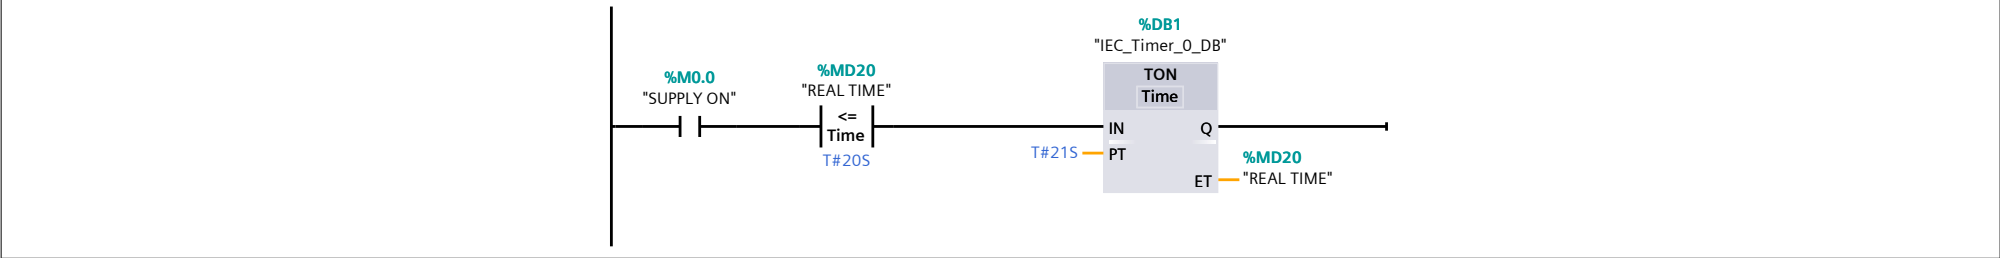 %DB1
"IEC_Timer_0_DB"
%M0.0
"SUPPLY ON"
%MD20
"REAL TIME"
<=
Time
T#20S
TON
Time
IN
Q
T#21S
PT
ET
%MD20
"REAL TIME"